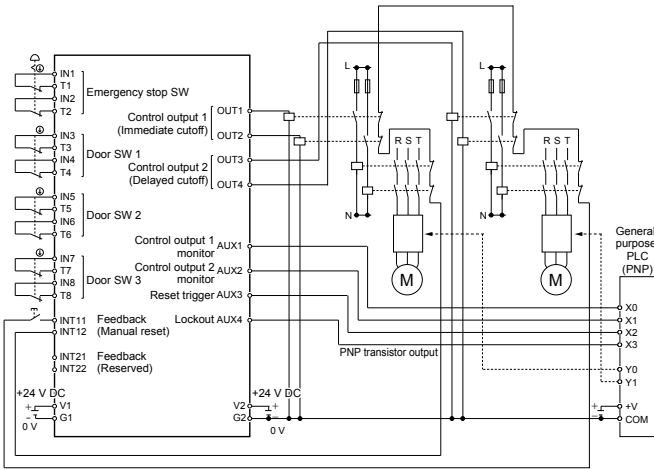 IN1
T1
IN2
T2
Emergency stop SW
IN3
T3
IN4
T4
Door SW 1
IN5
T5
IN6
T6
Door SW 2
IN7
T7
IN8
T8
Door SW 3
INT11 Feedback
INT12 (Manual reset)
INT21 Feedback
INT22 (Reserved)
+24 V DC
+ V1
− G1
0 V
Control output 1
(Immediate cutoff)
OUT1
OUT2
Control output 2
(Delayed cutoff)
OUT3
OUT4
Control output 1
monitor
AUX1
Control output 2
monitor
AUX2
Reset trigger AUX3
Lockout AUX4
+24 V DC
V2 +
G2 −
0 V
PNP transistor output
L
R S T
N
M
L
R S T
N
M
General
purpose
PLC
(PNP)
X0
X1
X2
X3
Y0
Y1
+ +V
− COM